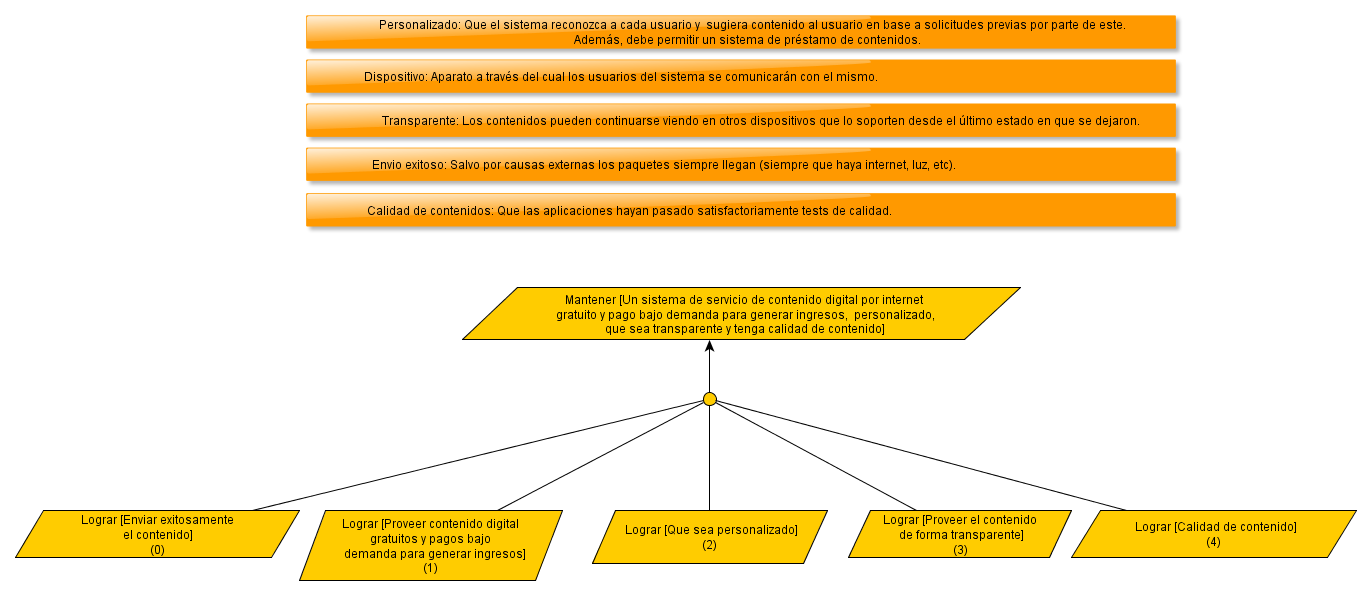 Personalizado: Que el sistema reconozca a cada usuario y  sugiera contenido al usuario en base a solicitudes previas por parte de este.
Además, debe permitir un sistema de préstamo de contenidos.
Dispositivo: Aparato a través del cual los usuarios del sistema se comunicarán con el mismo.
Transparente: Los contenidos pueden continuarse viendo en otros dispositivos que lo soporten desde el último estado en que se dejaron.
Envio exitoso: Salvo por causas externas los paquetes siempre llegan (siempre que haya internet, luz, etc).
Calidad de contenidos: Que las aplicaciones hayan pasado satisfactoriamente tests de calidad.
Mantener [Un sistema de servicio de contenido digital por internet
gratuito y pago bajo demanda para generar ingresos,  personalizado,
que sea transparente y tenga calidad de contenido]
Lograr [Enviar exitosamente
el contenido]
(0)
Lograr [Proveer contenido digital
gratuitos y pagos bajo
demanda para generar ingresos]
(1)
Lograr [Que sea personalizado]
(2)
Lograr [Proveer el contenido
de forma transparente]
(3)
Lograr [Calidad de contenido]
(4)